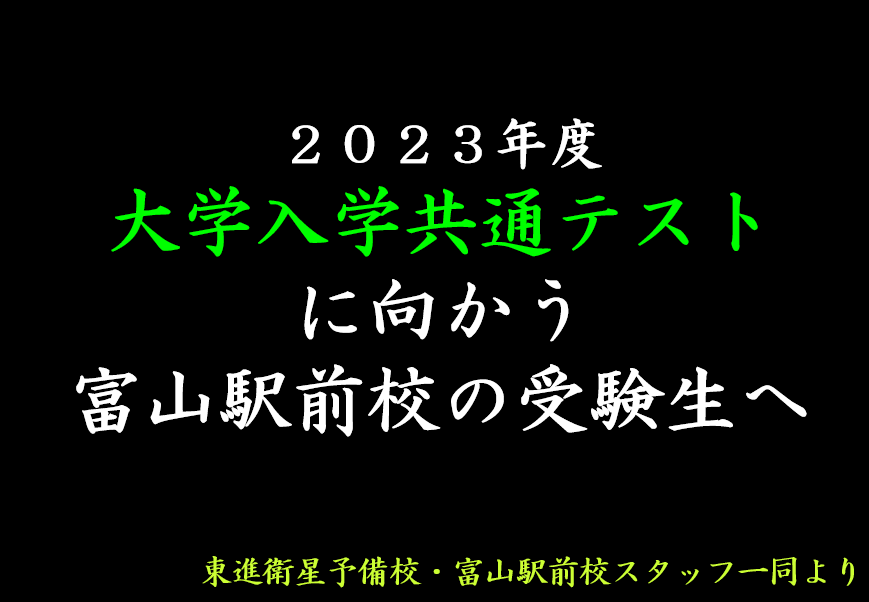 ２０２３年度
大学入学共通テスト
に向かう
富山駅前校の受験生へ
東進衛星予備校・富山駅前校スタッフ一同より